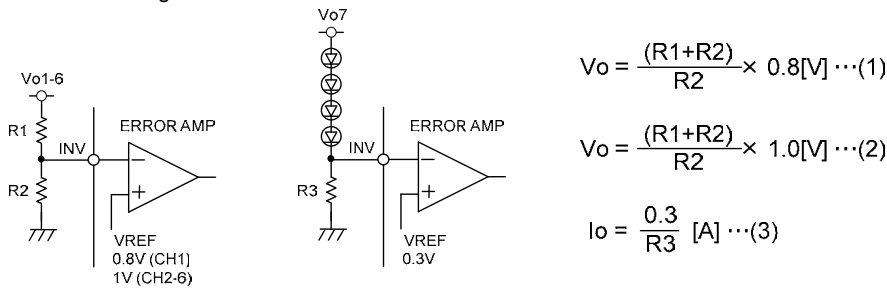 Vo1-6
R1
INV
R2
ERROR AMP
−
+
VREF
0.8V (CH1)
1V (CH2-6)
Vo7
INV
R3
ERROR AMP
−
+
VREF
0.3V
Vo = (R1+R2) / R2 × 0.8[V] ⋯(1)
Vo = (R1+R2) / R2 × 1.0[V] ⋯(2)
Io = 0.3 / R3 [A] ⋯(3)